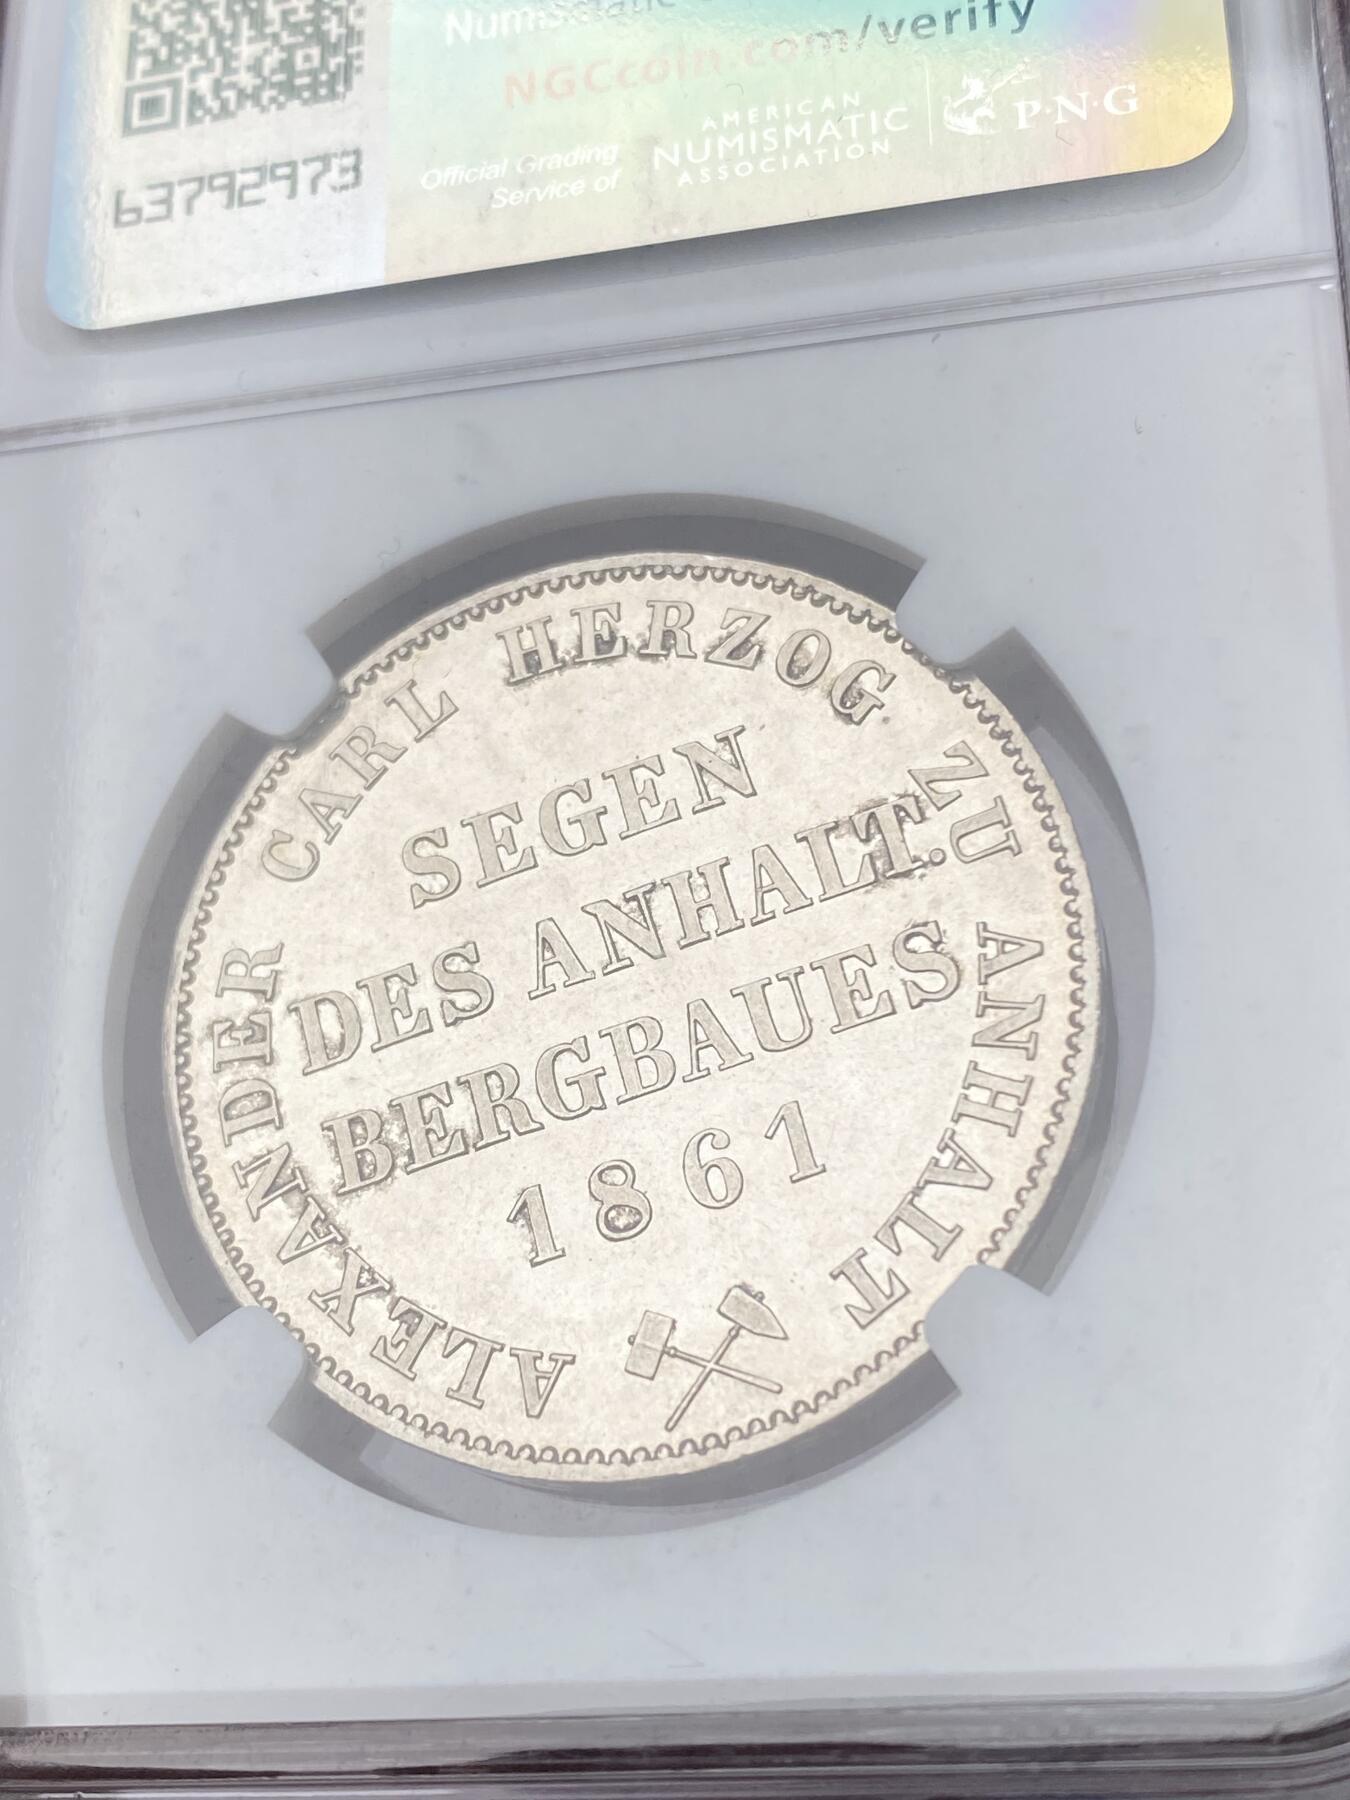 Numismatic
NGCcoin.com/verify
63792973
Official Grading
Service of
AMERICAN
NUMISMATIC
ASSOCIATION
P·N·G
ALEXANDER CARL HERZOG ZU ANHALT
SEGEN
DES ANHALT.
BERGBAUES
1861